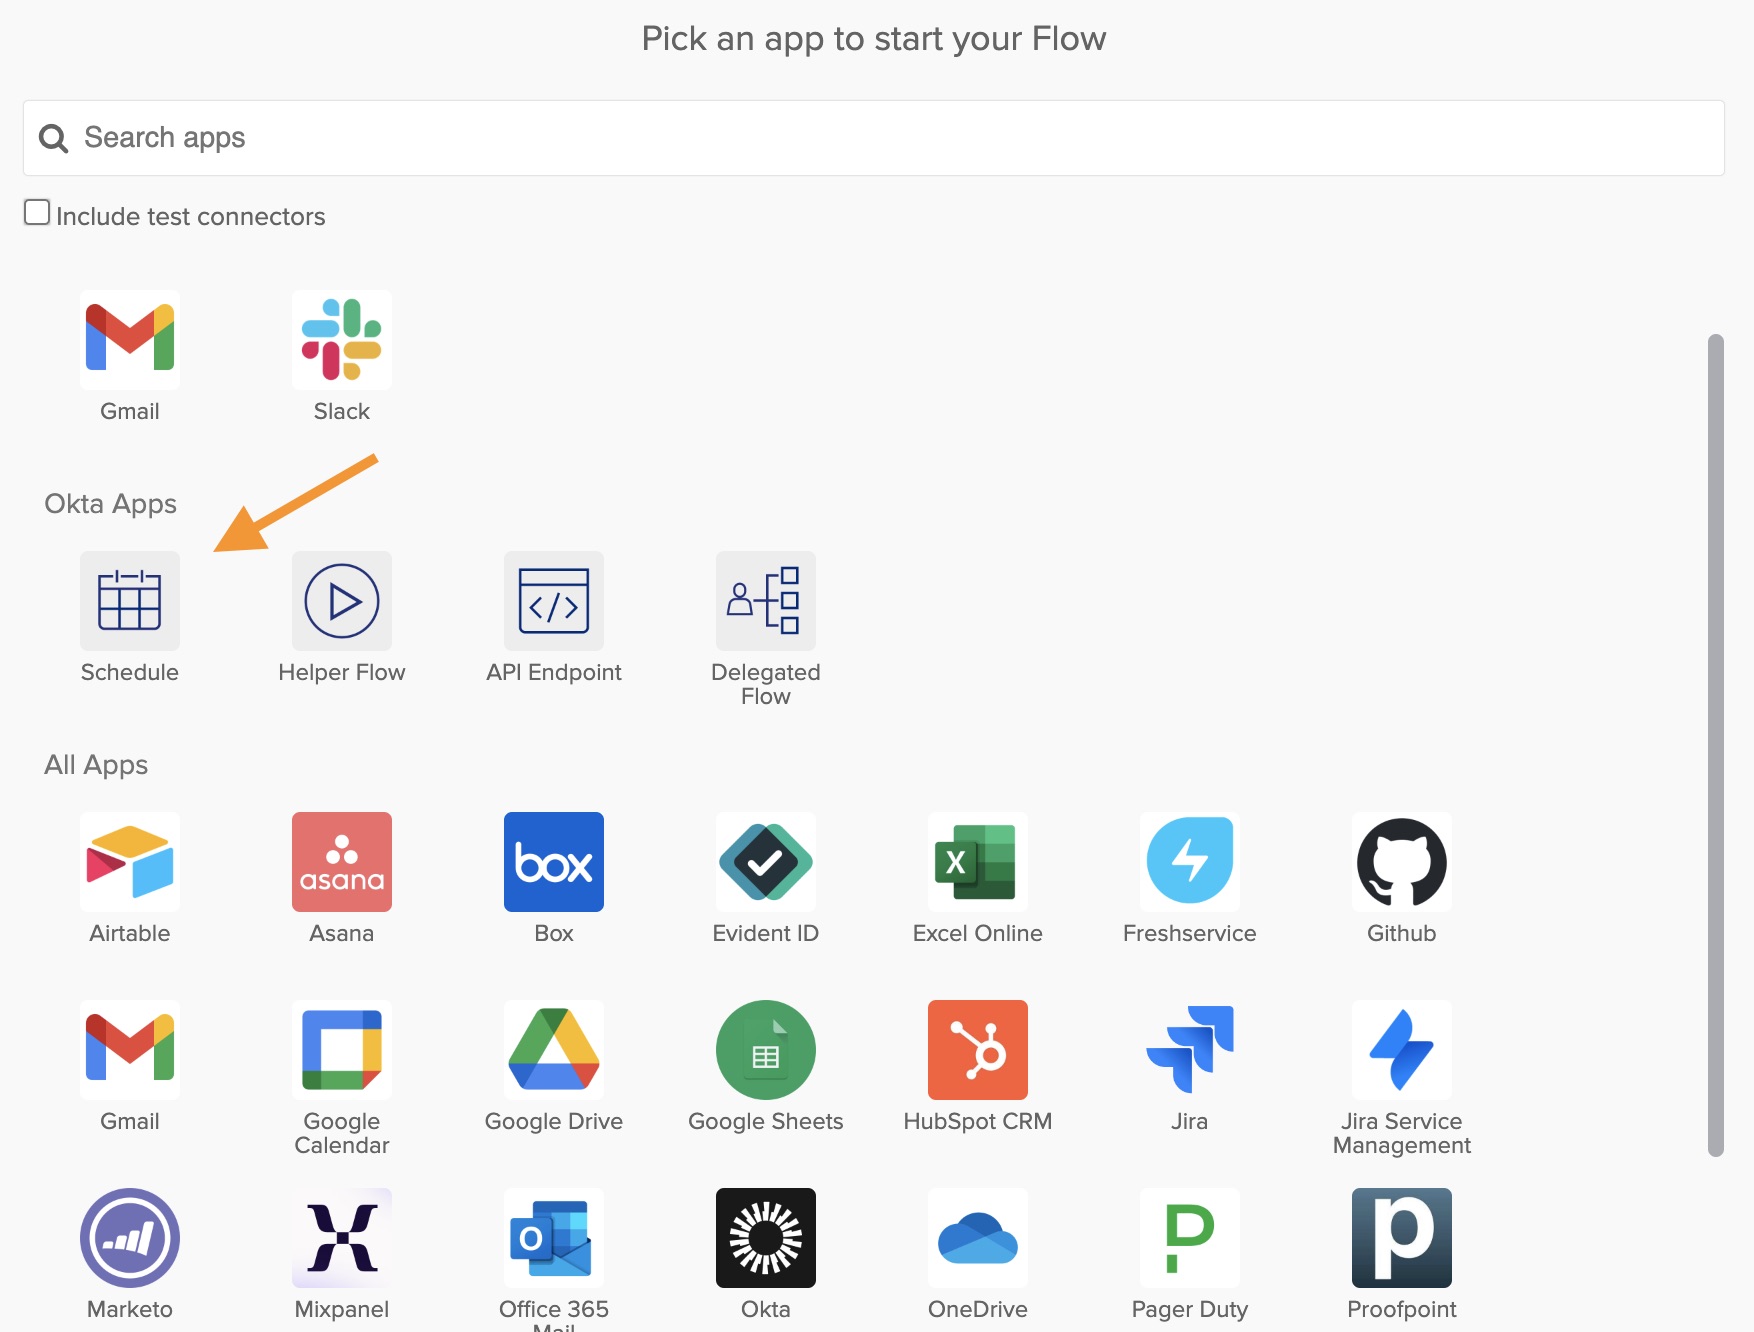 Pick an app to start your Flow
Search apps
Include test connectors
Gmail
Slack
Okta Apps
Schedule
Helper Flow
API Endpoint
Delegated
Flow
All Apps
asana
box
X
Airtable
Asana
Box
Evident ID
Excel Online
Freshservice
Github
Gmail
Google
Calendar
Google Drive
Google Sheets
HubSpot CRM
Jira
Jira Service
Management
O
P
p
Marketo
Mixpanel
Office 365
Mail
Okta
OneDrive
Pager Duty
Proofpoint